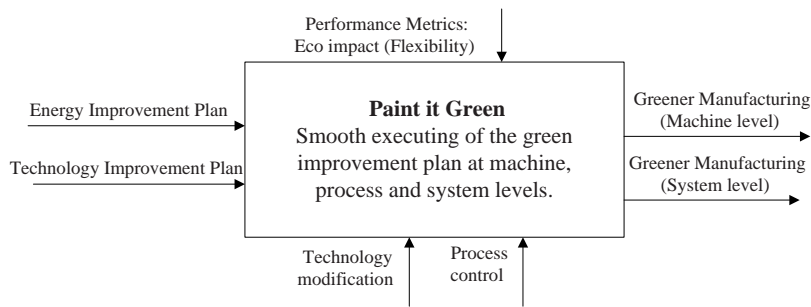 Performance Metrics:
Eco impact (Flexibility)
Paint it Green
Smooth executing of the green
improvement plan at machine,
process and system levels.
Energy Improvement Plan
Technology Improvement Plan
Greener Manufacturing
(Machine level)
Greener Manufacturing
(System level)
Technology
modification
Process
control